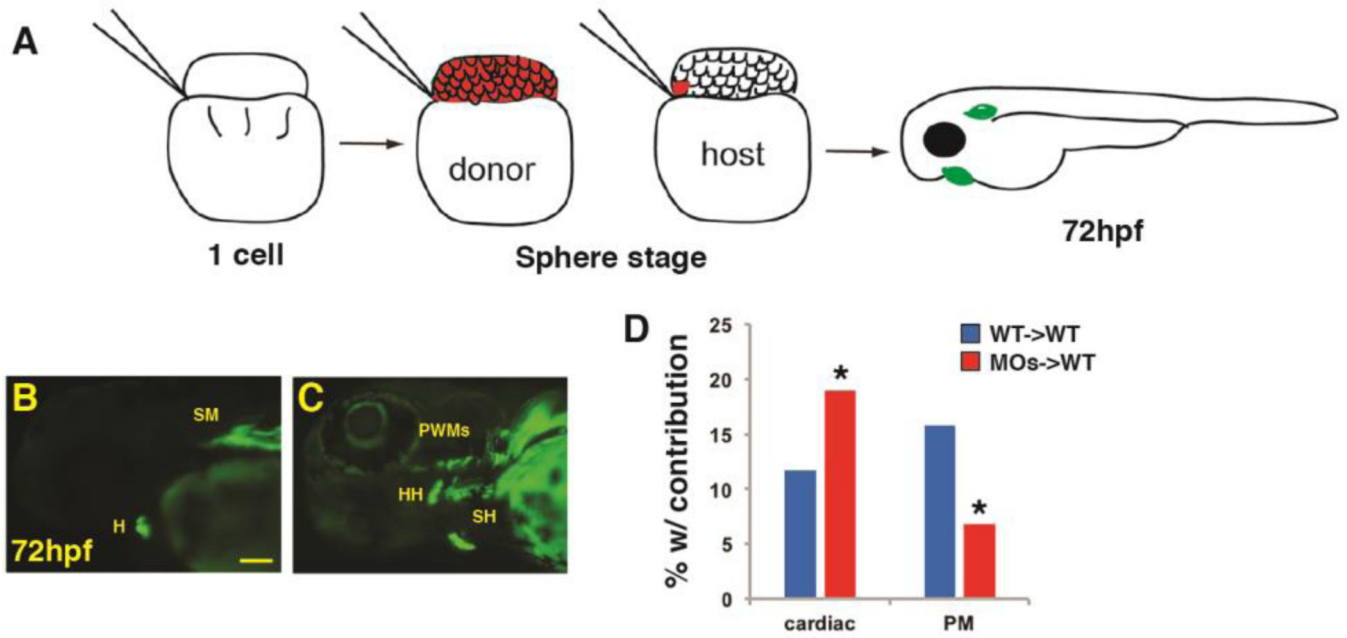 A
donor
host
1 cell
Sphere stage
72hpf
B
SM
H
72hpf
C
PWMs
HH
SH
D
% w/ contribution
25
20
15
10
5
0
WT->WT
MOs->WT
*
*
cardiac
PM